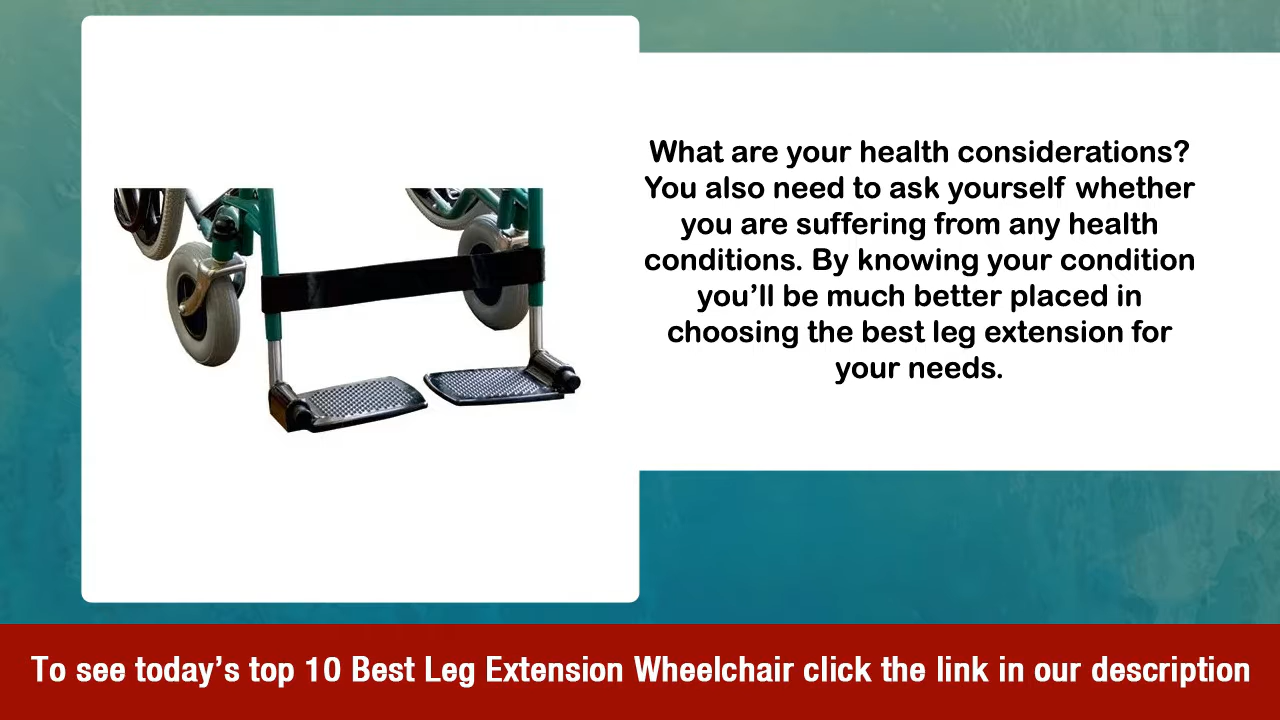 What are your health considerations?
You also need to ask yourself whether
you are suffering from any health
conditions. By knowing your condition
you’ll be much better placed in
choosing the best leg extension for
your needs.
To see today’s top 10 Best Leg Extension Wheelchair click the link in our description